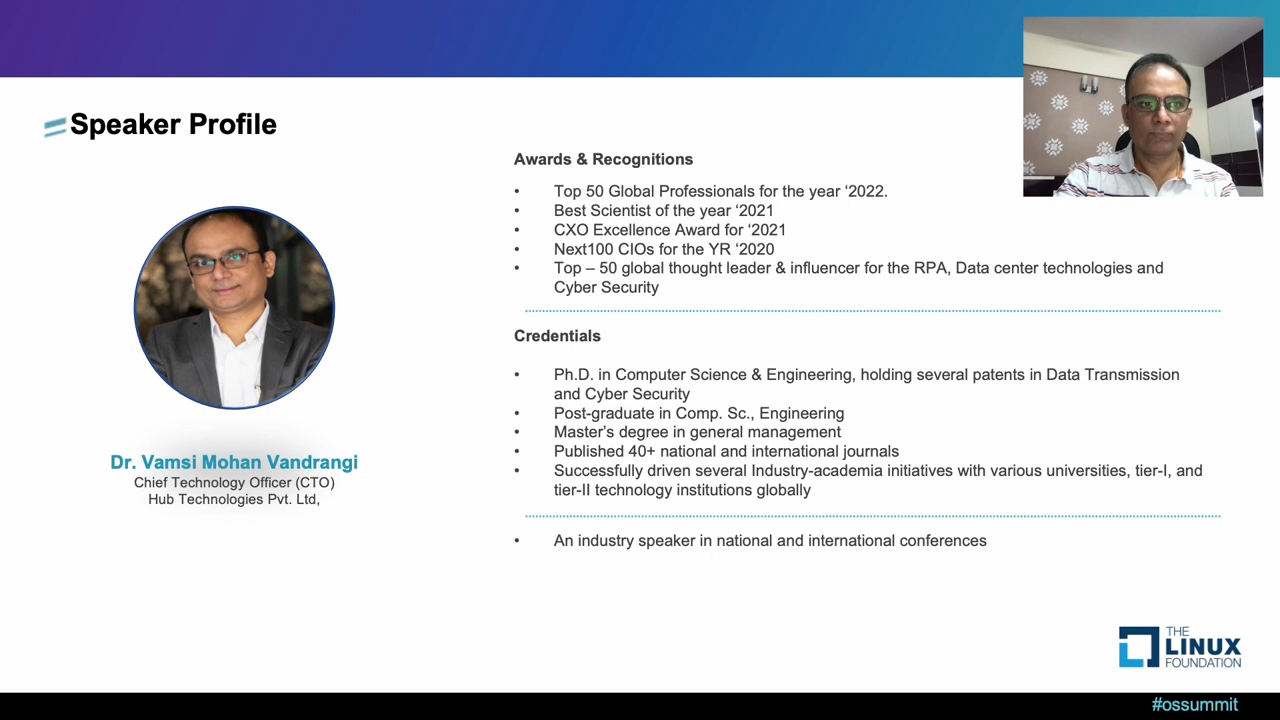 Speaker Profile
Awards & Recognitions
• Top 50 Global Professionals for the year ‘2022.
• Best Scientist of the year ‘2021
• CXO Excellence Award for ‘2021
• Next100 CIOs for the YR ‘2020
• Top – 50 global thought leader & influencer for the RPA, Data center technologies and
Cyber Security
Credentials
• Ph.D. in Computer Science & Engineering, holding several patents in Data Transmission
and Cyber Security
• Post-graduate in Comp. Sc., Engineering
• Master’s degree in general management
• Published 40+ national and international journals
• Successfully driven several Industry-academia initiatives with various universities, tier-I, and
tier-II technology institutions globally
• An industry speaker in national and international conferences
Dr. Vamsi Mohan Vandrangi
Chief Technology Officer (CTO)
Hub Technologies Pvt. Ltd,
THE
LINUX
FOUNDATION
#ossummit